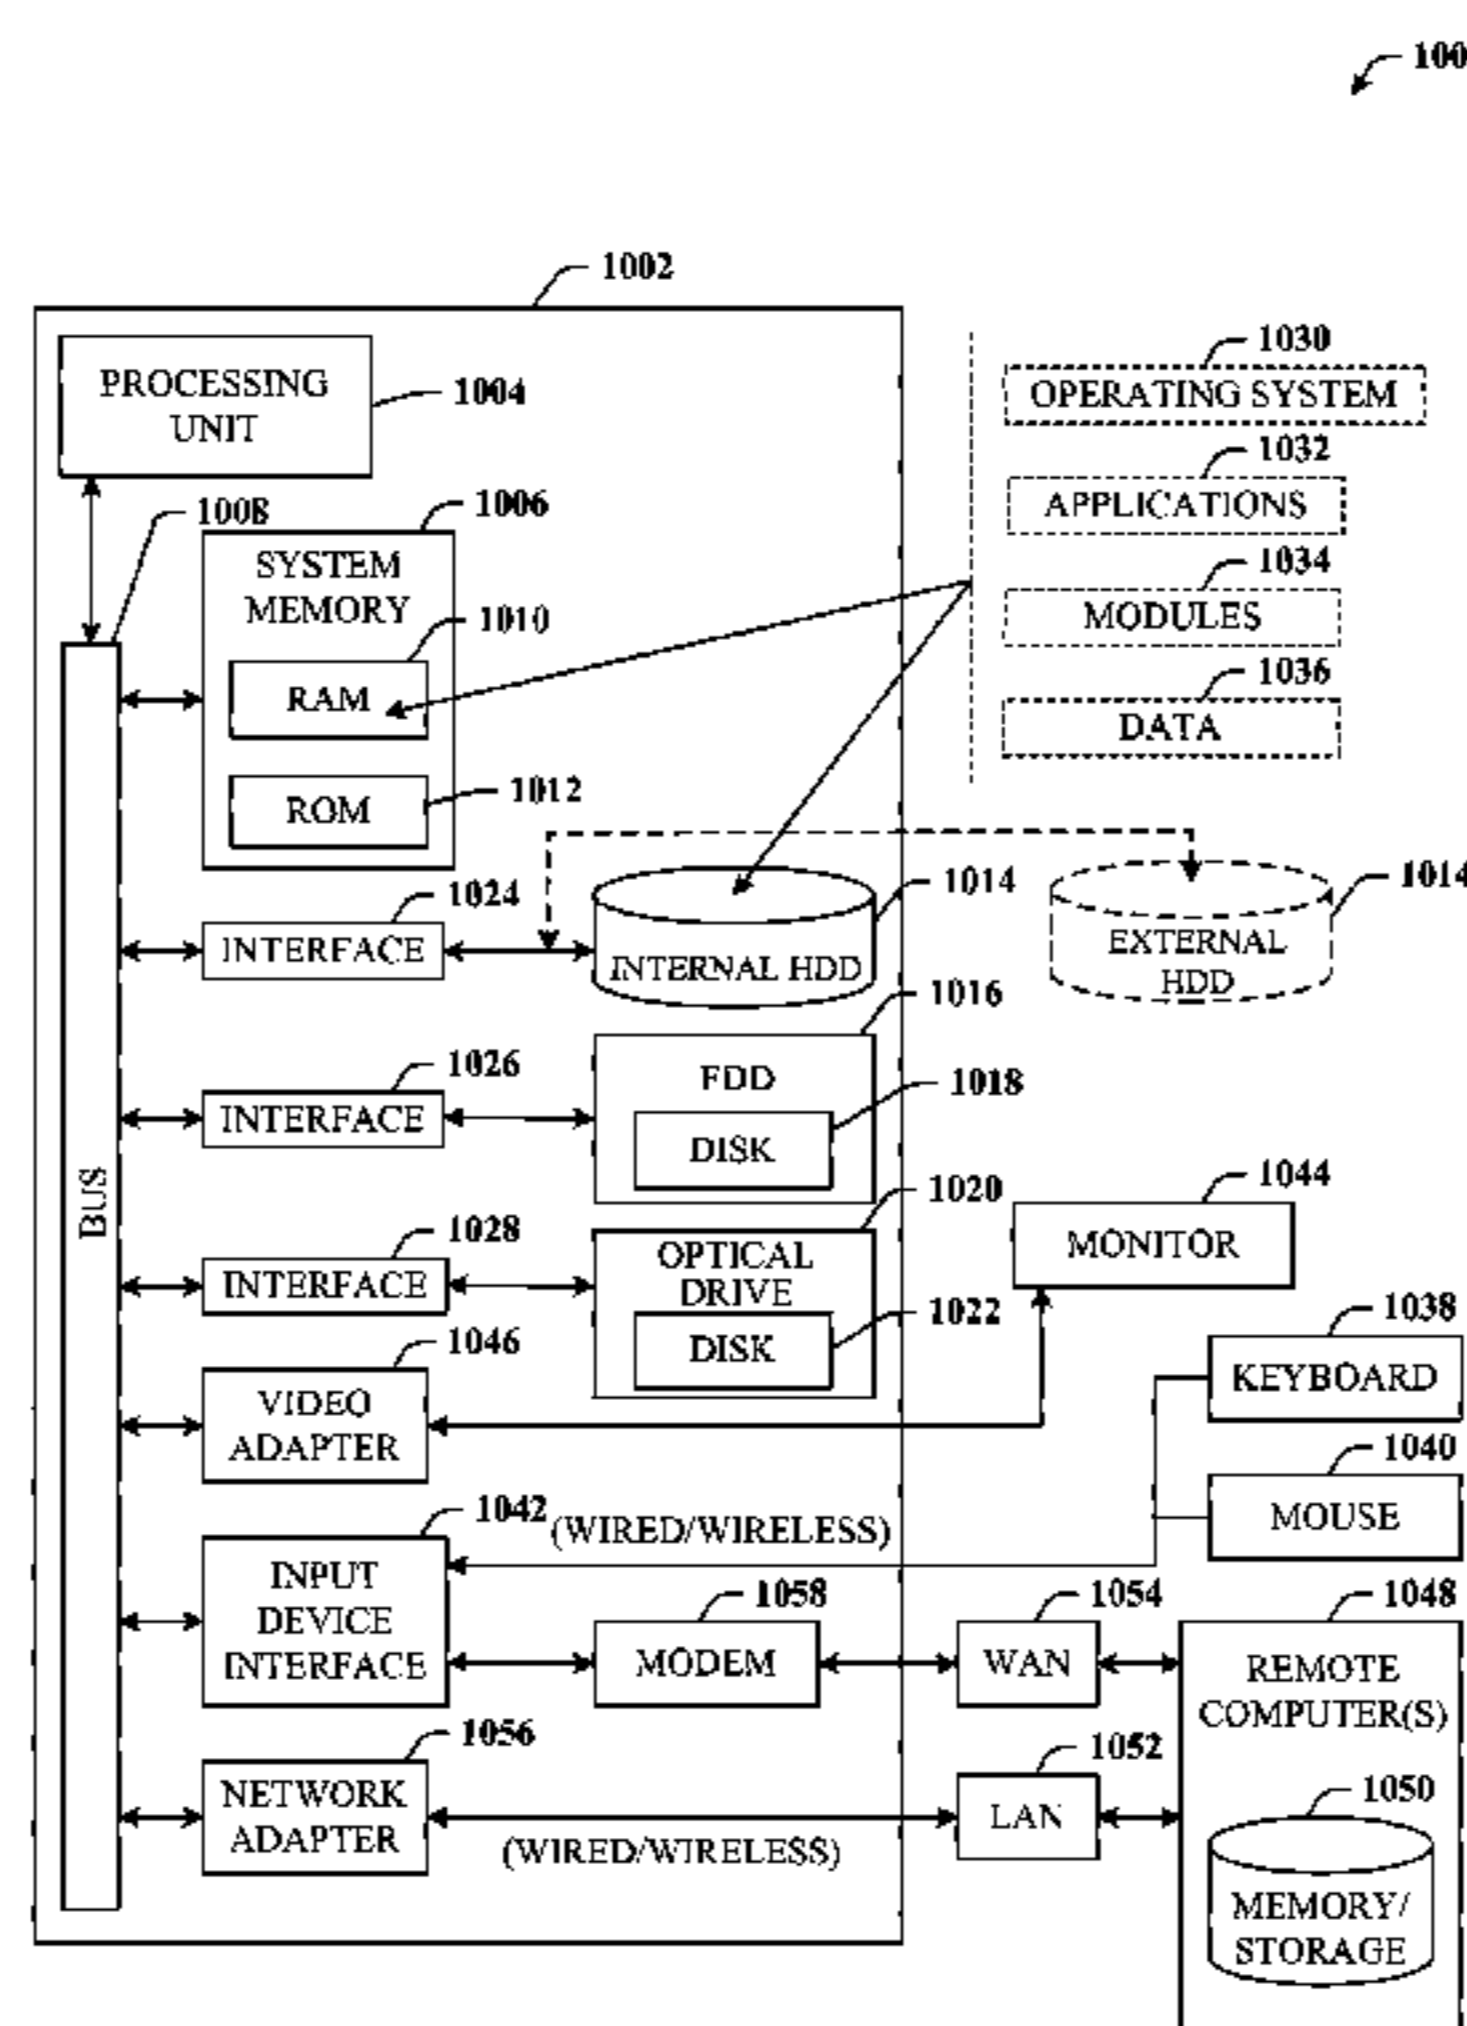 100
1002
PROCESSING
UNIT
1004
1030
OPERATING SYSTEM
1032
APPLICATIONS
1034
MODULES
1036
DATA
1008
1006
SYSTEM
MEMORY
1010
RAM
1012
ROM
1024
INTERFACE
1014
INTERNAL HDD
1014
EXTERNAL
HDD
1026
INTERFACE
1016
FDD
1018
DISK
BUS
1028
INTERFACE
1020
OPTICAL
DRIVE
1022
DISK
1044
MONITOR
1046
VIDEO
ADAPTER
1038
KEYBOARD
1040
MOUSE
1042
(WIRED/WIRELESS)
INPUT
DEVICE
INTERFACE
1058
MODEM
1054
WAN
1048
REMOTE
COMPUTER(S)
1056
NETWORK
ADAPTER
(WIRED/WIRELESS)
1052
LAN
1050
MEMORY/
STORAGE